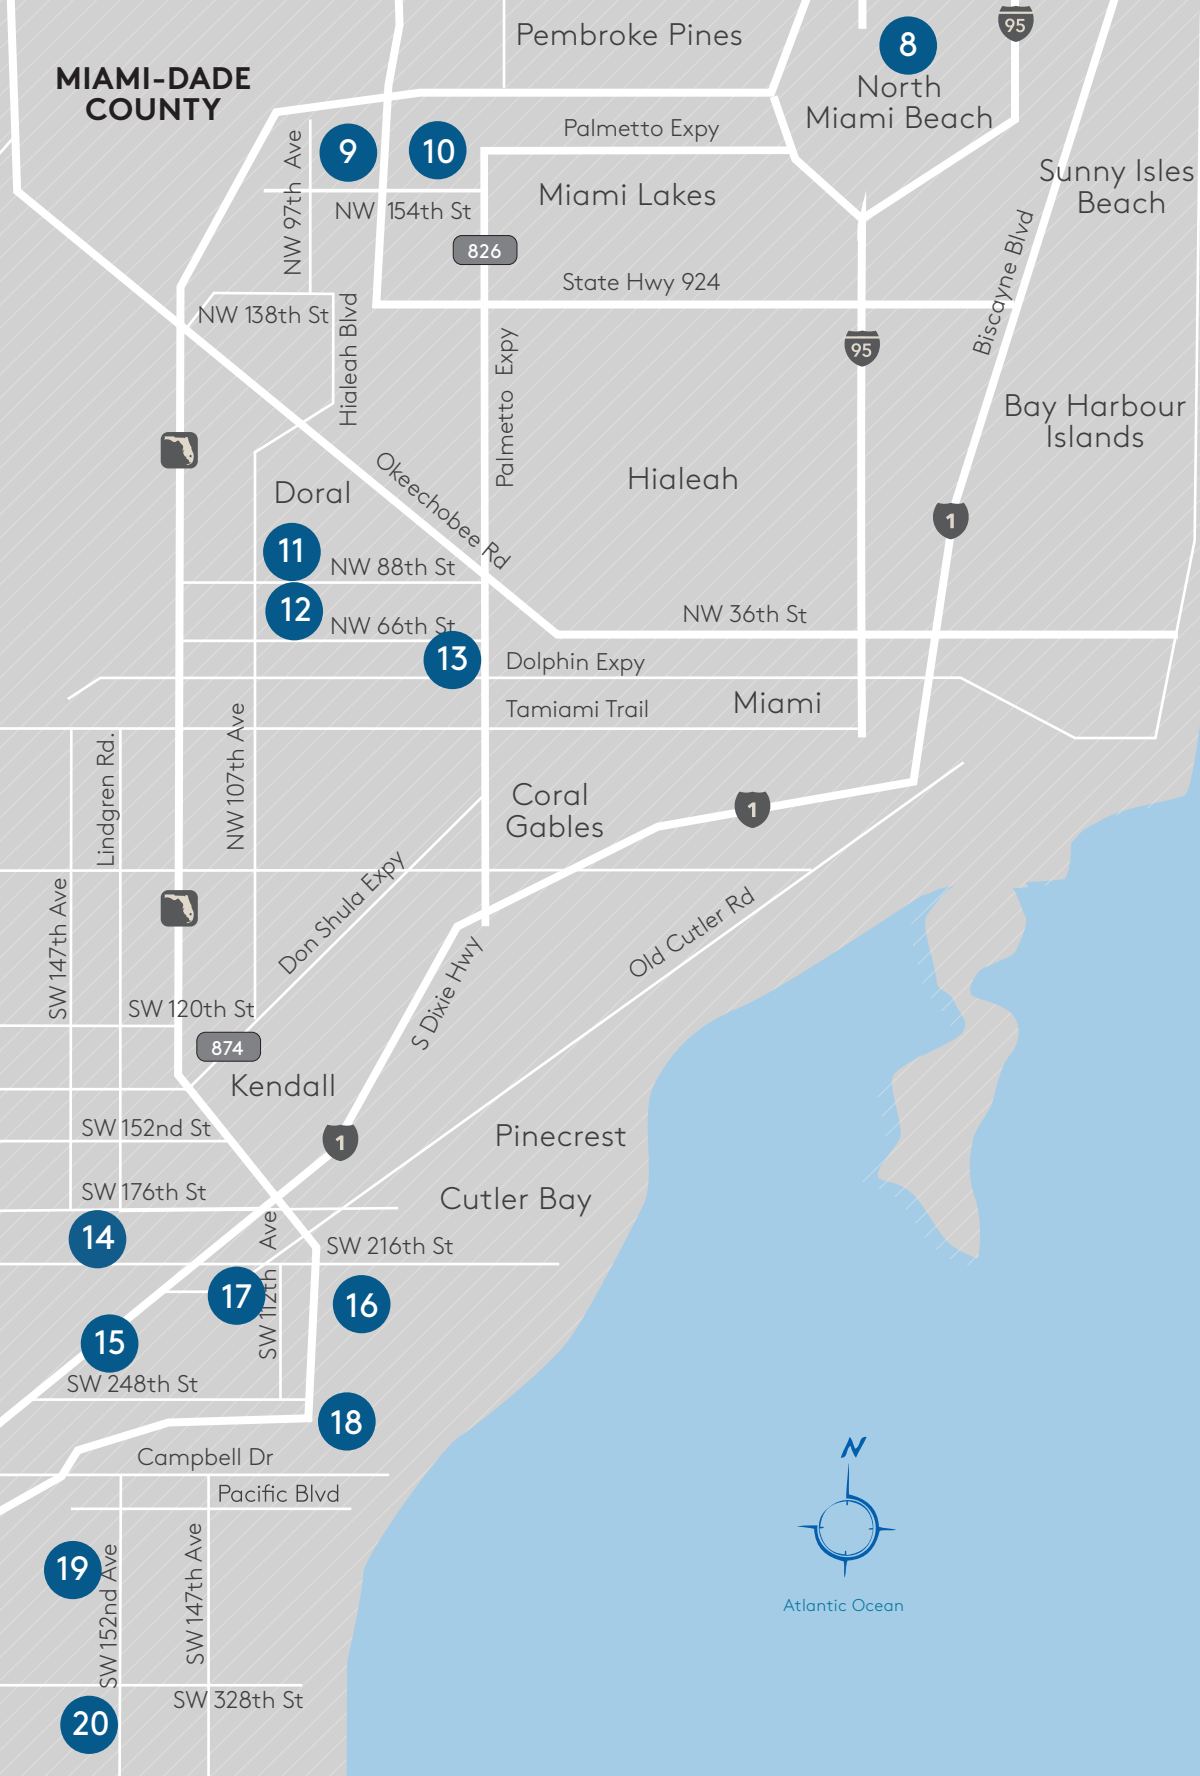 Pembroke Pines
95
8
MIAMI-DADE
COUNTY
North
Miami Beach
Palmetto Expy
9
10
NW 97th Ave
Sunny Isles
Beach
Miami Lakes
NW 154th St
826
Biscayne Blvd
State Hwy 924
NW 138th St
Hialeah Blvd
95
Palmetto Expy
Bay Harbour
Islands
Okeechobee Rd
Hialeah
Doral
1
11
NW 88th St
12
NW 66th St
NW 36th St
13
Dolphin Expy
Tamiami Trail
Miami
Lindgren Rd.
NW 107th Ave
Coral
Gables
1
SW 147th Ave
Don Shula Expy
Old Cutler Rd
S Dixie Hwy
SW 120th St
874
Kendall
SW 152nd St
1
Pinecrest
SW 176th St
Cutler Bay
14
SW 112th Ave
SW 216th St
17
16
15
SW 248th St
18
Campbell Dr
Pacific Blvd
N
19
SW 152nd Ave
SW 147th Ave
Atlantic Ocean
SW 328th St
20